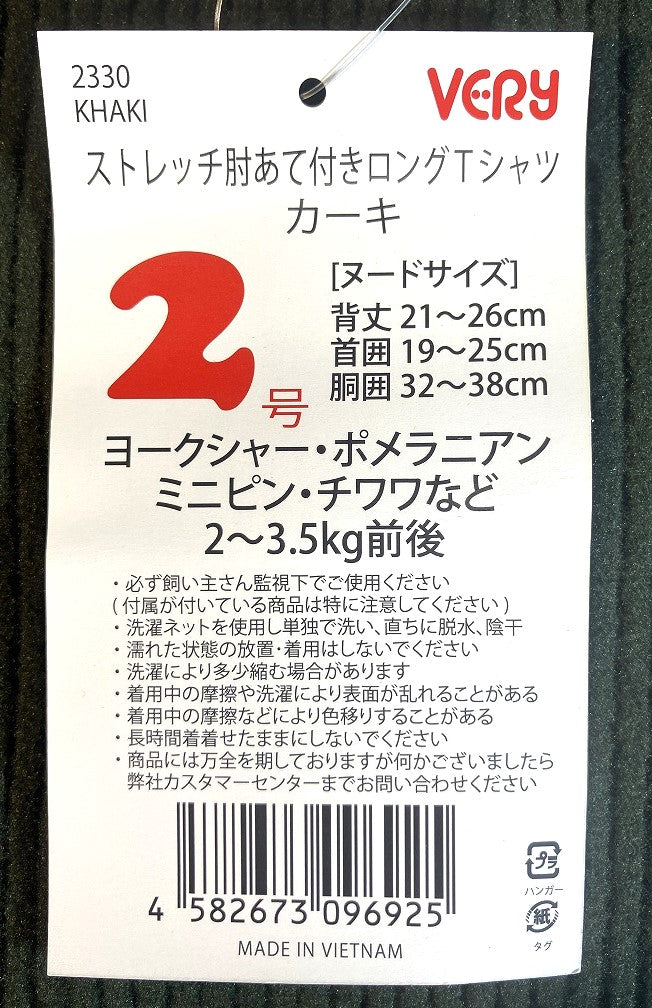 2330
KHAKI
VERY
ストレッチ肘あて付きロングTシャツ
カーキ
2号
[ヌードサイズ]
背丈 21〜26cm
首囲 19〜25cm
胴囲 32〜38cm
ヨークシャー・ポメラニアン
ミニピン・チワワなど
2〜3.5kg前後
・必ず飼い主さん監視下でご使用ください
(付属が付いている商品は特に注意してください)
・洗濯ネットを使用し単独で洗い、直ちに脱水、陰干
・濡れた状態の放置・着用はしないでください
・洗濯により多少縮む場合があります
・着用中の摩擦や洗濯により表面が乱れることがある
・着用中の摩擦などにより色移りすることがある
・長時間着着せたままにしないでください
・商品には万全を期しておりますが何かございましたら
弊社カスタマーセンターまでお問い合わせください
4 582673 096925
MADE IN VIETNAM
プラ
ハンガー
紙
タグ